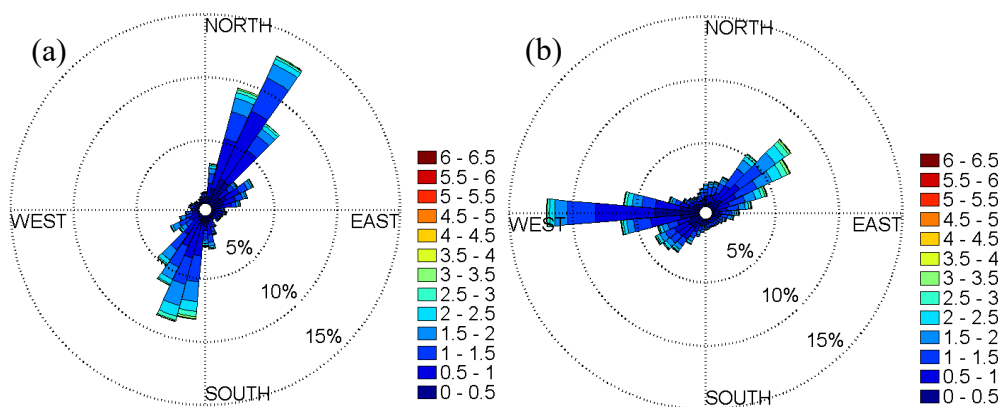 (a)
NORTH
WEST
EAST
SOUTH
5%
10%
15%
6 - 6.5
5.5 - 6
5 - 5.5
4.5 - 5
4 - 4.5
3.5 - 4
3 - 3.5
2.5 - 3
2 - 2.5
1.5 - 2
1 - 1.5
0.5 - 1
0 - 0.5
(b)
NORTH
WEST
EAST
SOUTH
5%
10%
15%
6 - 6.5
5.5 - 6
5 - 5.5
4.5 - 5
4 - 4.5
3.5 - 4
3 - 3.5
2.5 - 3
2 - 2.5
1.5 - 2
1 - 1.5
0.5 - 1
0 - 0.5